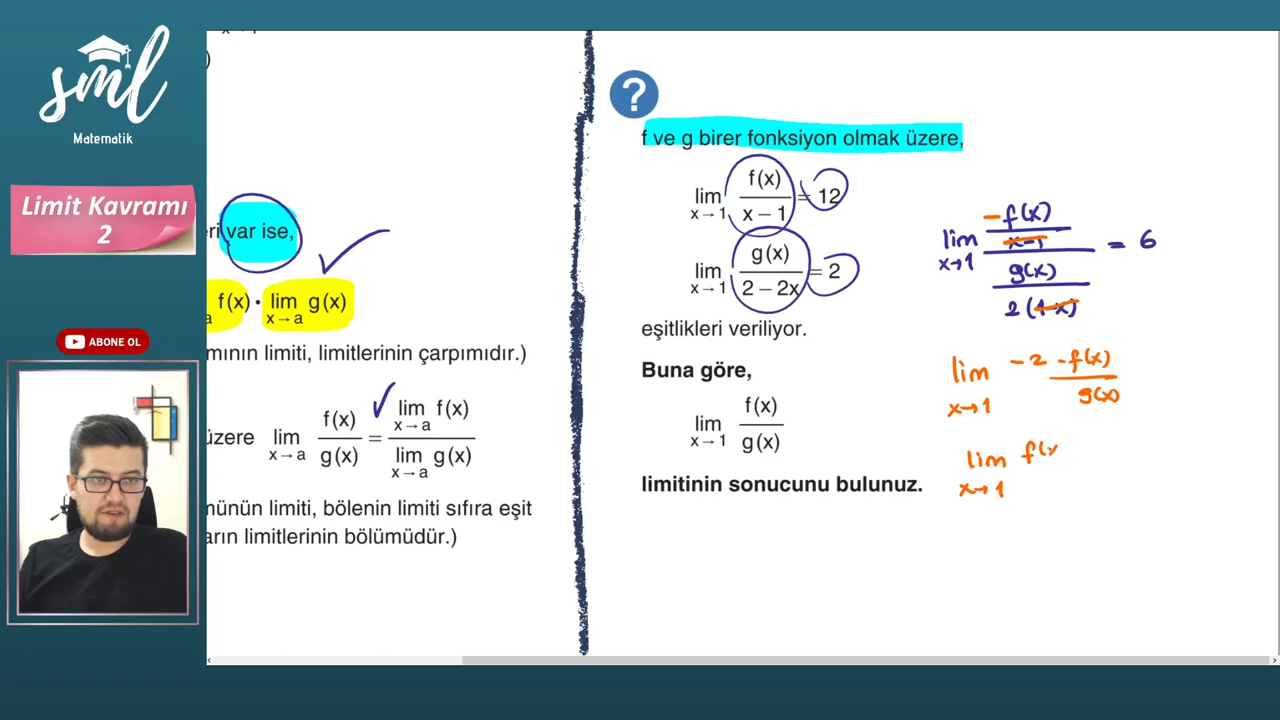 sml
Matematik
Limit Kavramı
2
ABONE OL
)
eri var ise,
f(x) · lim g(x)
a x→a
mının limiti, limitlerinin çarpımıdır.)
üzere lim f(x)/g(x) = lim f(x) / lim g(x)
x→a x→a x→a
münün limiti, bölenin limiti sıfıra eşit
arın limitlerinin bölümüdür.)
?
f ve g birer fonksiyon olmak üzere,
lim f(x)/(x − 1) = 12
x→1
lim g(x)/(2 − 2x) = 2
x→1
eşitlikleri veriliyor.
Buna göre,
lim f(x)/g(x)
x→1
limitinin sonucunu bulunuz.
lim
x→1
-f(x)
x-1
g(x)
2(1-x)
= 6
lim -2 -f(x)
x→1 g(x)
lim f(x
x→1